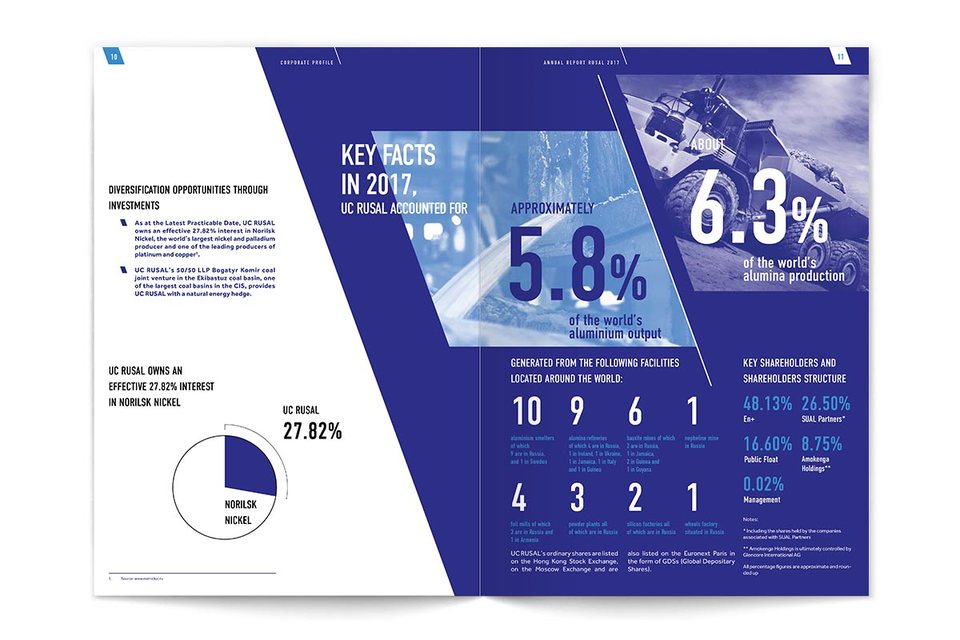 10
CORPORATE PROFILE
DIVERSIFICATION OPPORTUNITIES THROUGH
INVESTMENTS
As at the Latest Practicable Date, UC RUSAL
owns an effective 27.82% interest in Norilsk
Nickel, the world's largest nickel and palladium
producer and one of the leading producers of
platinum and copper¹.
UC RUSAL's 50/50 LLP Bogatyr Komir coal
joint venture in the Ekibastuz coal basin, one
of the largest coal basins in the CIS, provides
UC RUSAL with a natural energy hedge.
UC RUSAL OWNS AN
EFFECTIVE 27.82% INTEREST
IN NORILSK NICKEL
UC RUSAL
27.82%
NORILSK
NICKEL
1 Source: www.nornickel.ru
KEY FACTS
IN 2017,
UC RUSAL ACCOUNTED FOR
ANNUAL REPORT RUSAL 2017
11
APPROXIMATELY
5.8%
of the world's
aluminium output
ABOUT
6.3%
of the world's
alumina production
GENERATED FROM THE FOLLOWING FACILITIES
LOCATED AROUND THE WORLD:
10
aluminium smelters
of which
9 are in Russia,
and 1 in Sweden
9
alumina refineries
of which 4 are in Russia,
1 in Ireland, 1 in Ukraine,
1 in Jamaica, 1 in Italy
and 1 in Guinea
6
bauxite mines of which
2 are in Russia,
1 in Jamaica,
2 in Guinea and
1 in Guyana
1
nepheline mine
in Russia
4
foil mills of which
2 are in Russia and
1 in Armenia
3
powder plants all
of which are in Russia
2
silicon factories all
of which are in Russia
1
wheels factory
situated in Russia
UC RUSAL's ordinary shares are listed
on the Hong Kong Stock Exchange,
on the Moscow Exchange and are
also listed on the Euronext Paris in
the form of GDSs (Global Depositary
Shares).
KEY SHAREHOLDERS AND
SHAREHOLDERS STRUCTURE
48.13%
En+
26.50%
SUAL Partners*
16.60%
Public Float
8.75%
Amokenga
Holdings**
0.02%
Management
Notes:
* Including the shares held by the companies
associated with SUAL Partners
** Amokenga Holdings is ultimately controlled by
Glencore International AG
All percentage figures are approximate and roun-
ded up